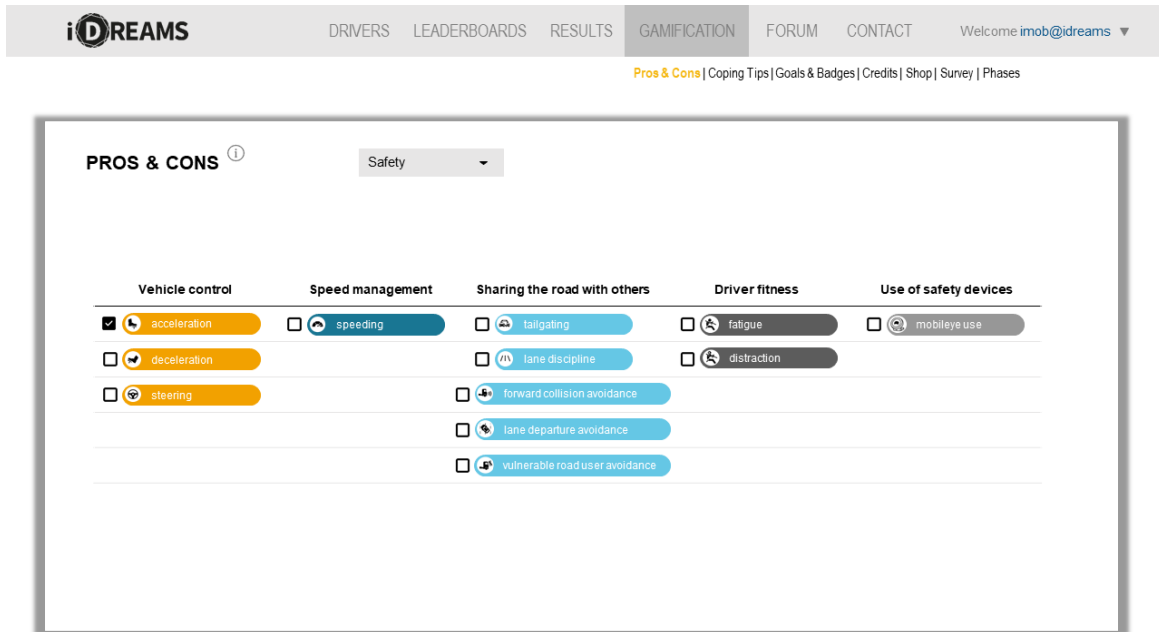 iDREAMS DRIVERS LEADERBOARDS RESULTS GAMIFICATION FORUM CONTACT Welcome imob@idreams ▼
Pros & Cons | Coping Tips | Goals & Badges | Credits | Shop | Survey | Phases
PROS & CONS i Safety
Vehicle control Speed management Sharing the road with others Driver fitness Use of safety devices
acceleration speeding tailgating fatigue mobileye use
deceleration lane discipline distraction
steering forward collision avoidance
lane departure avoidance
vulnerable road user avoidance